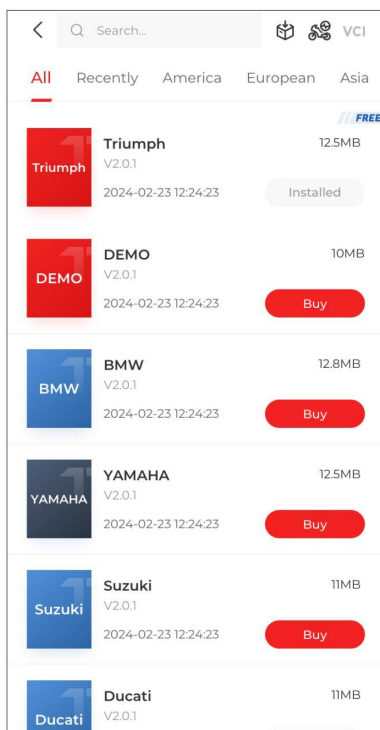 Search...
VCI
All Recently America European Asia
FREE
Triumph
Triumph
12.5MB
V2.0.1
2024-02-23 12:24:23
Installed
DEMO
DEMO
10MB
V2.0.1
2024-02-23 12:24:23
Buy
BMW
BMW
12.8MB
V2.0.1
2024-02-23 12:24:23
Buy
YAMAHA
YAMAHA
12.5MB
V2.0.1
2024-02-23 12:24:23
Buy
Suzuki
Suzuki
11MB
V2.0.1
2024-02-23 12:24:23
Buy
Ducati
Ducati
11MB
V2.0.1